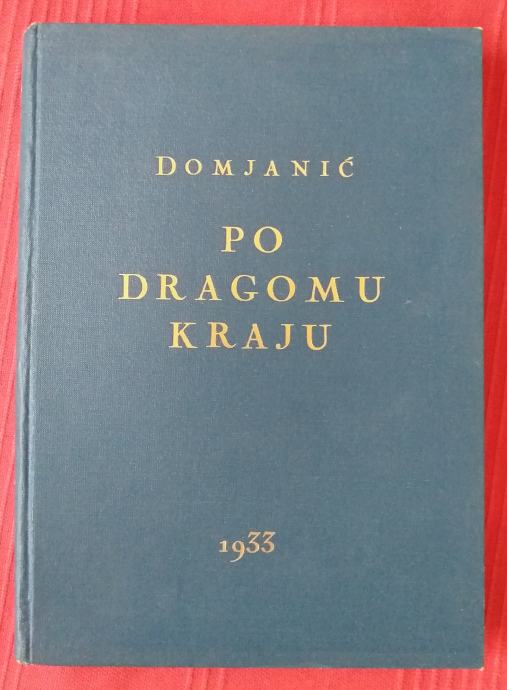 DOMJANIĆ
PO
DRAGOMU
KRAJU
1933